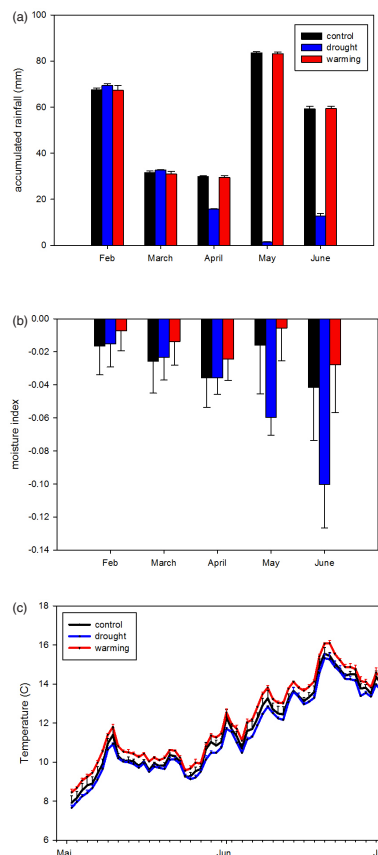 (a)
100
control
drought
warming
80
60
40
20
0
accumulated rainfall (mm)
Feb March April May June
(b)
0.00
-0.02
-0.04
-0.06
-0.08
-0.10
-0.12
-0.14
moisture index
Feb March April May June
(c)
18
control
drought
warming
16
14
12
10
8
6
Temperature (C)
Mai Jun